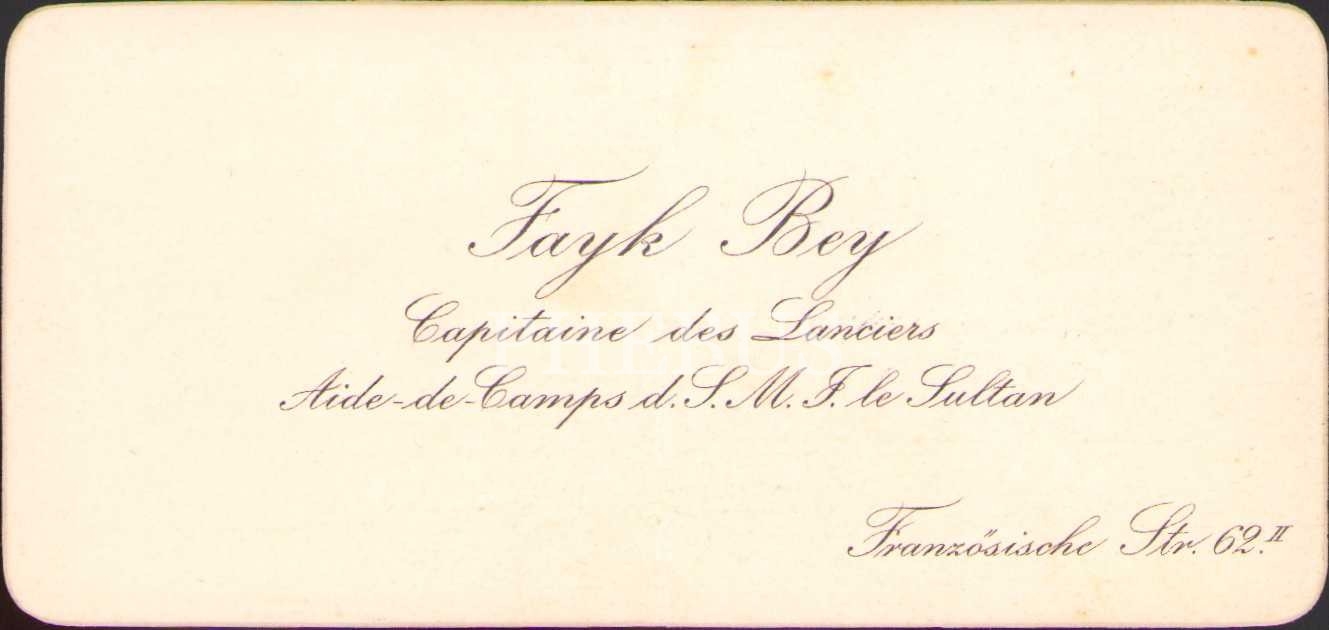 Fayk Bey
Capitaine des Lanciers
Aide-de-Camps d. S. M. I. le Sultan
Französische Str. 62.II